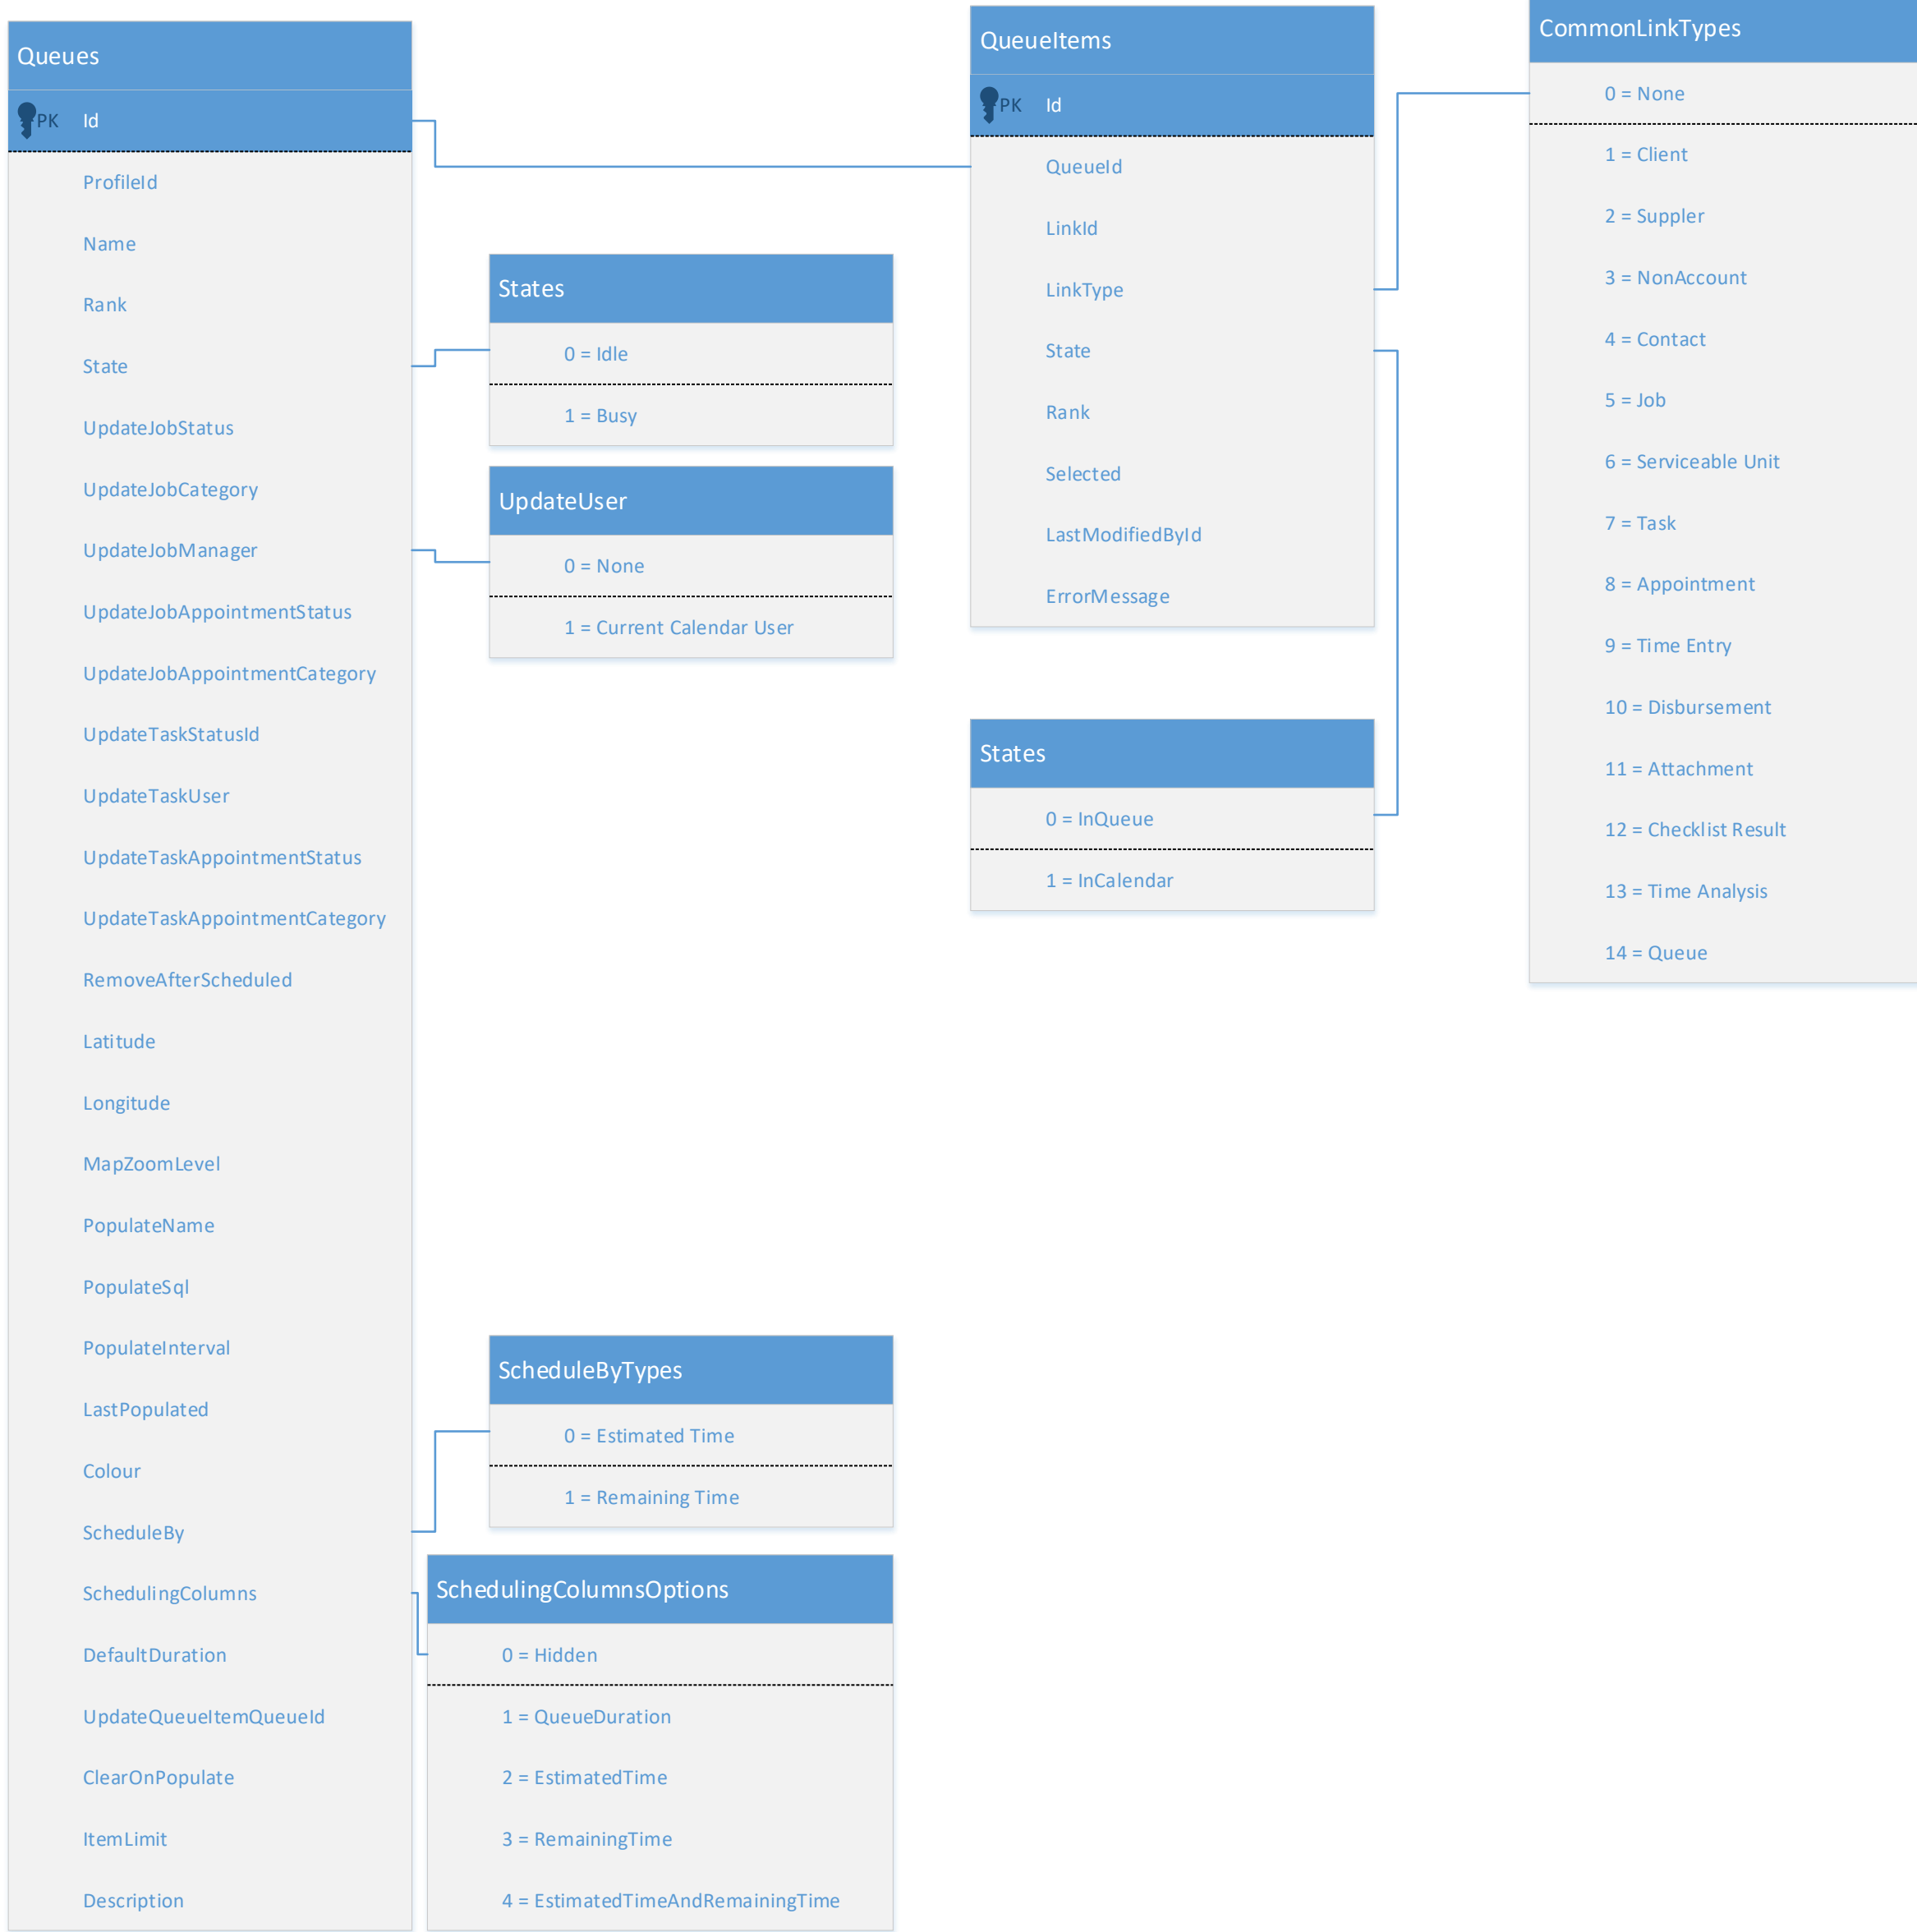 Queues
PK Id
ProfileId
Name
Rank
State
UpdateJobStatus
UpdateJobCategory
UpdateJobManager
UpdateJobAppointmentStatus
UpdateJobAppointmentCategory
UpdateTaskStatusId
UpdateTaskUser
UpdateTaskAppointmentStatus
UpdateTaskAppointmentCategory
RemoveAfterScheduled
Latitude
Longitude
MapZoomLevel
PopulateName
PopulateSql
PopulateInterval
LastPopulated
Colour
ScheduleBy
SchedulingColumns
DefaultDuration
UpdateQueueItemQueueId
ClearOnPopulate
ItemLimit
Description
States
0 = Idle
1 = Busy
UpdateUser
0 = None
1 = Current Calendar User
ScheduleByTypes
0 = Estimated Time
1 = Remaining Time
SchedulingColumnsOptions
0 = Hidden
1 = QueueDuration
2 = EstimatedTime
3 = RemainingTime
4 = EstimatedTimeAndRemainingTime
QueueItems
PK Id
QueueId
LinkId
LinkType
State
Rank
Selected
LastModifiedById
ErrorMessage
States
0 = InQueue
1 = InCalendar
CommonLinkTypes
0 = None
1 = Client
2 = Suppler
3 = NonAccount
4 = Contact
5 = Job
6 = Serviceable Unit
7 = Task
8 = Appointment
9 = Time Entry
10 = Disbursement
11 = Attachment
12 = Checklist Result
13 = Time Analysis
14 = Queue